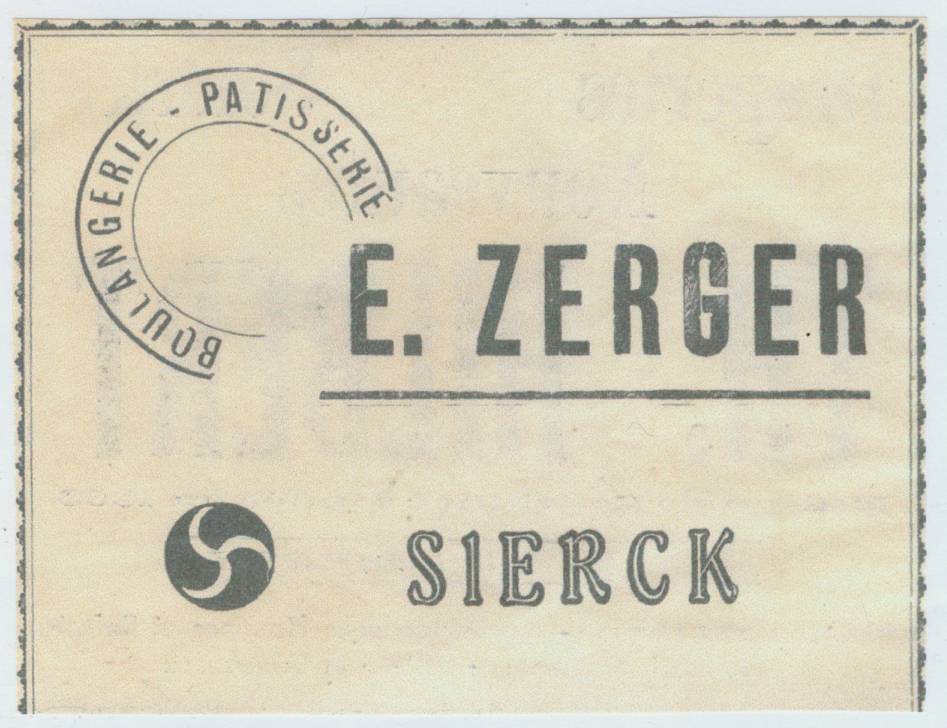 BOULANGERIE - PATISSERIE
E. ZERGER
SIERCK